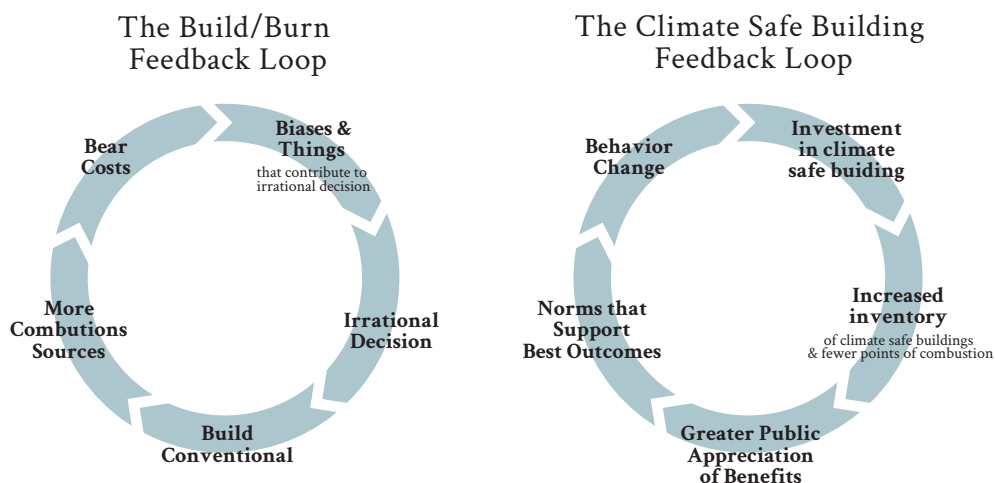 The Build/Burn
Feedback Loop
Biases &
Things
that contribute to
irrational decision
Irrational
Decision
Build
Conventional
More
Combutions
Sources
Bear
Costs
The Climate Safe Building
Feedback Loop
Investment
in climate
safe buiding
Increased
inventory
of climate safe buildings
& fewer points of combustion
Greater Public
Appreciation
of Benefits
Norms that
Support
Best Outcomes
Behavior
Change